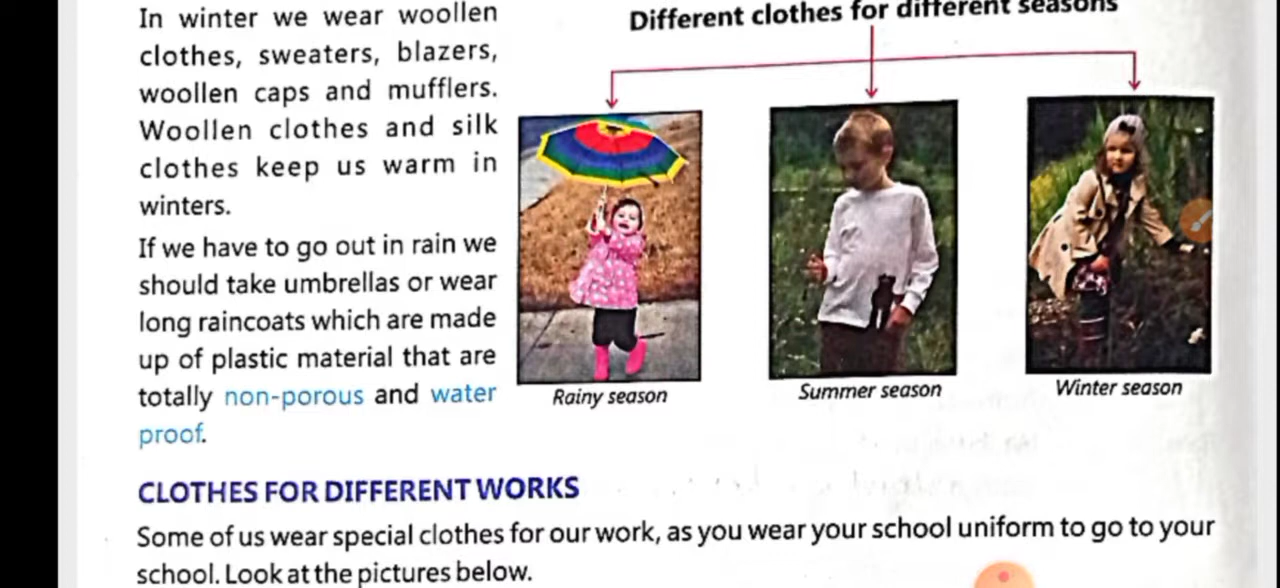 In winter we wear woollen
clothes, sweaters, blazers,
woollen caps and mufflers.
Woollen clothes and silk
clothes keep us warm in
winters.
If we have to go out in rain we
should take umbrellas or wear
long raincoats which are made
up of plastic material that are
totally non-porous and water
proof.
Different clothes for different seasons
Rainy season
Summer season
Winter season
CLOTHES FOR DIFFERENT WORKS
Some of us wear special clothes for our work, as you wear your school uniform to go to your
school. Look at the pictures below.